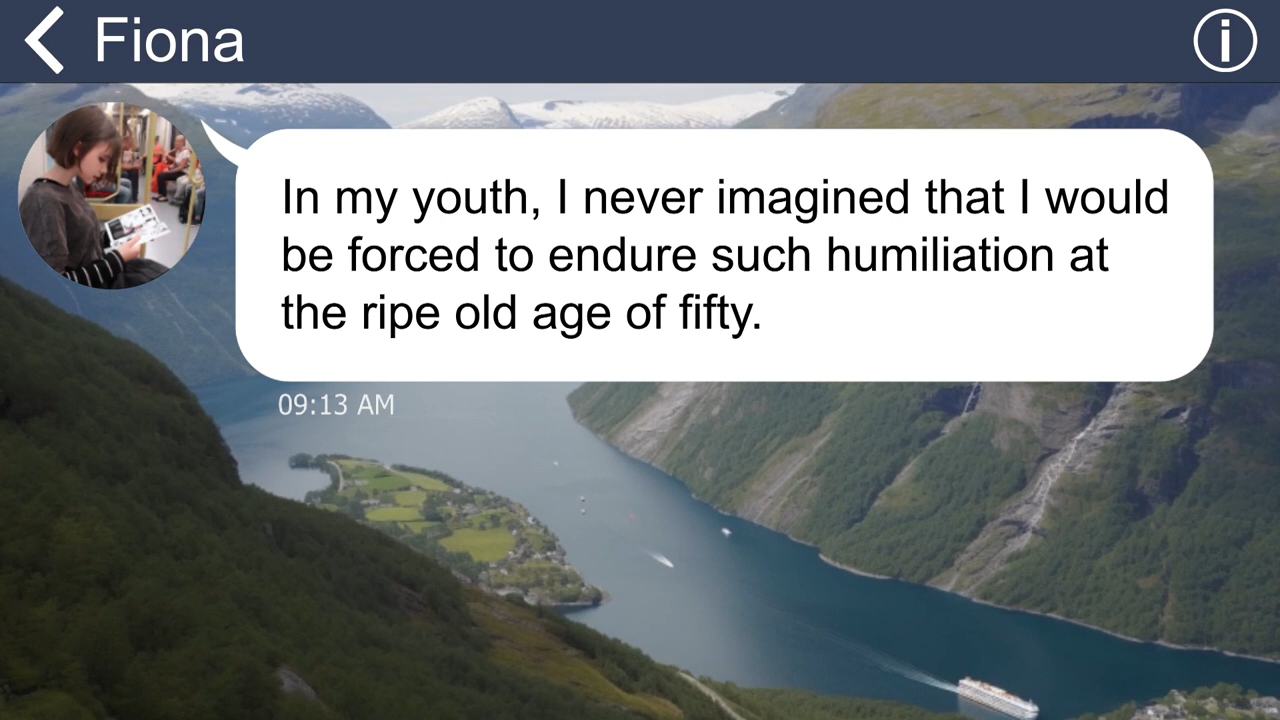 Fiona
In my youth, I never imagined that I would
be forced to endure such humiliation at
the ripe old age of fifty.
09:13 AM